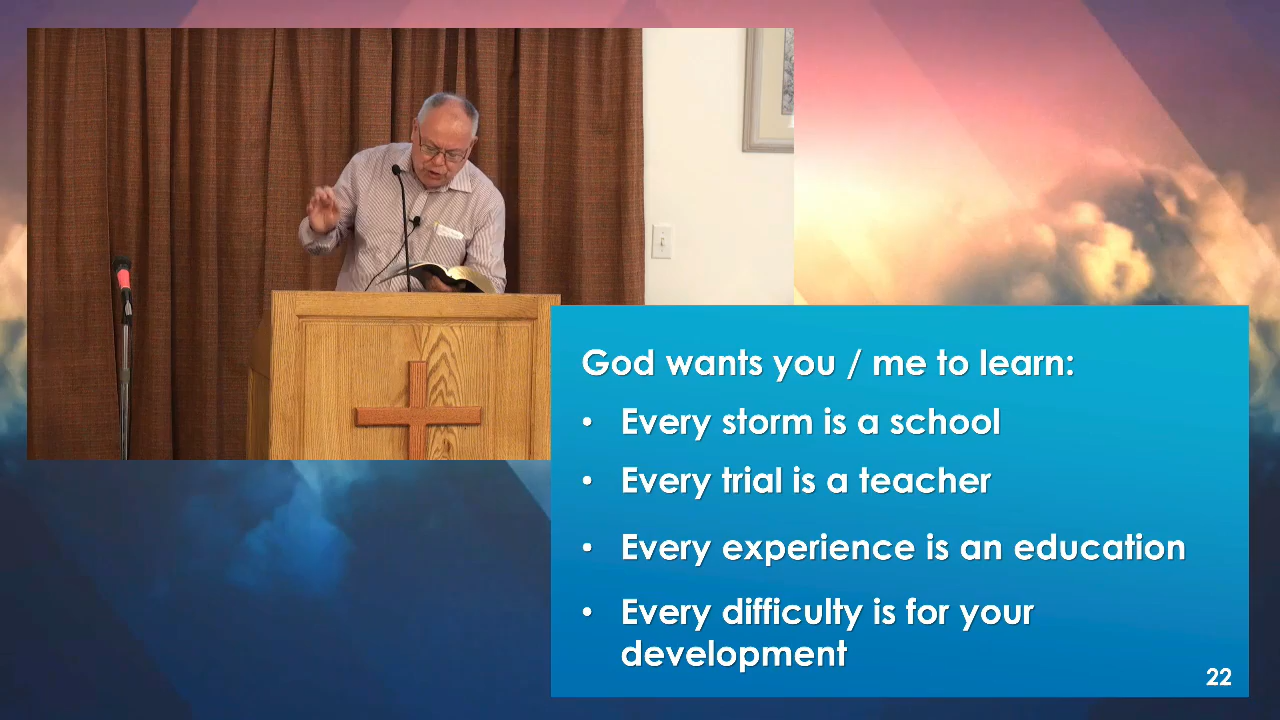 God wants you / me to learn:
• Every storm is a school
• Every trial is a teacher
• Every experience is an education
• Every difficulty is for your
development
22